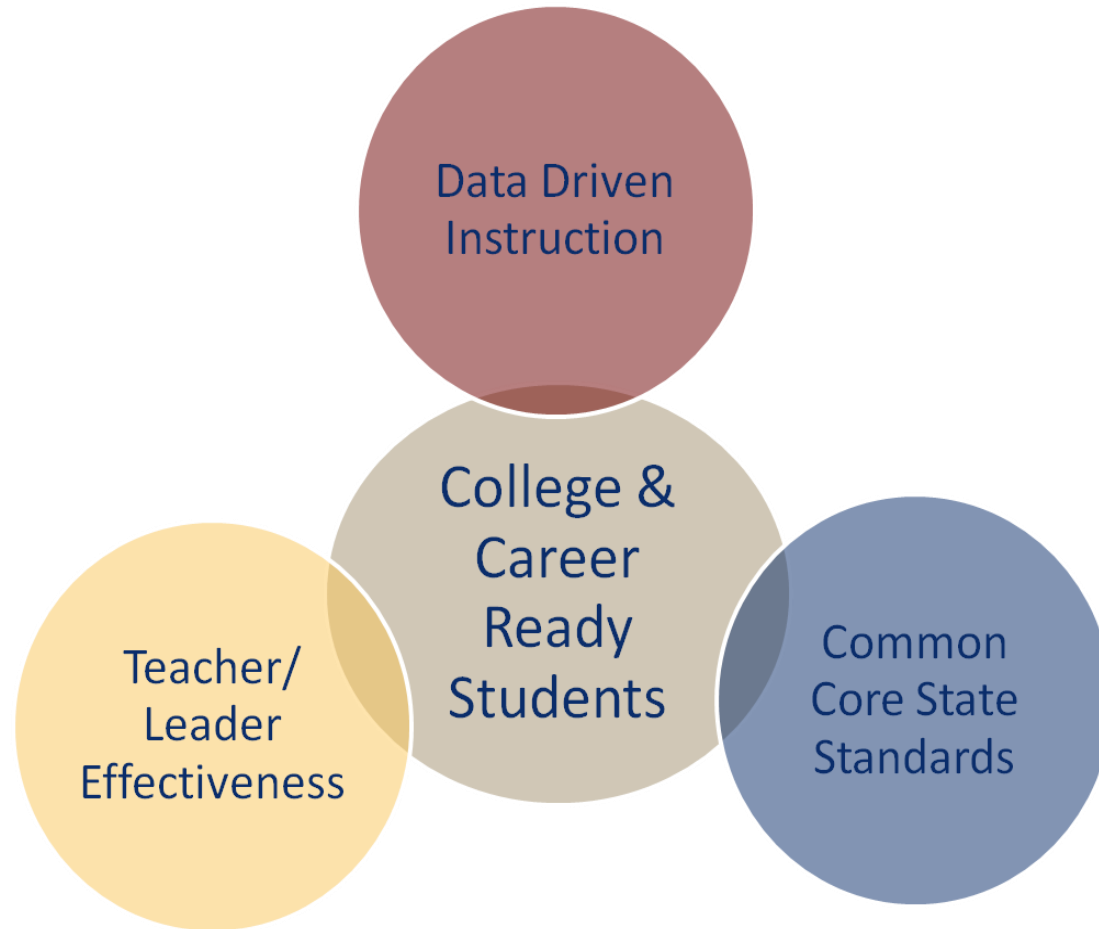 Data Driven
Instruction
College &
Career
Ready
Students
Teacher/
Leader
Effectiveness
Common
Core State
Standards